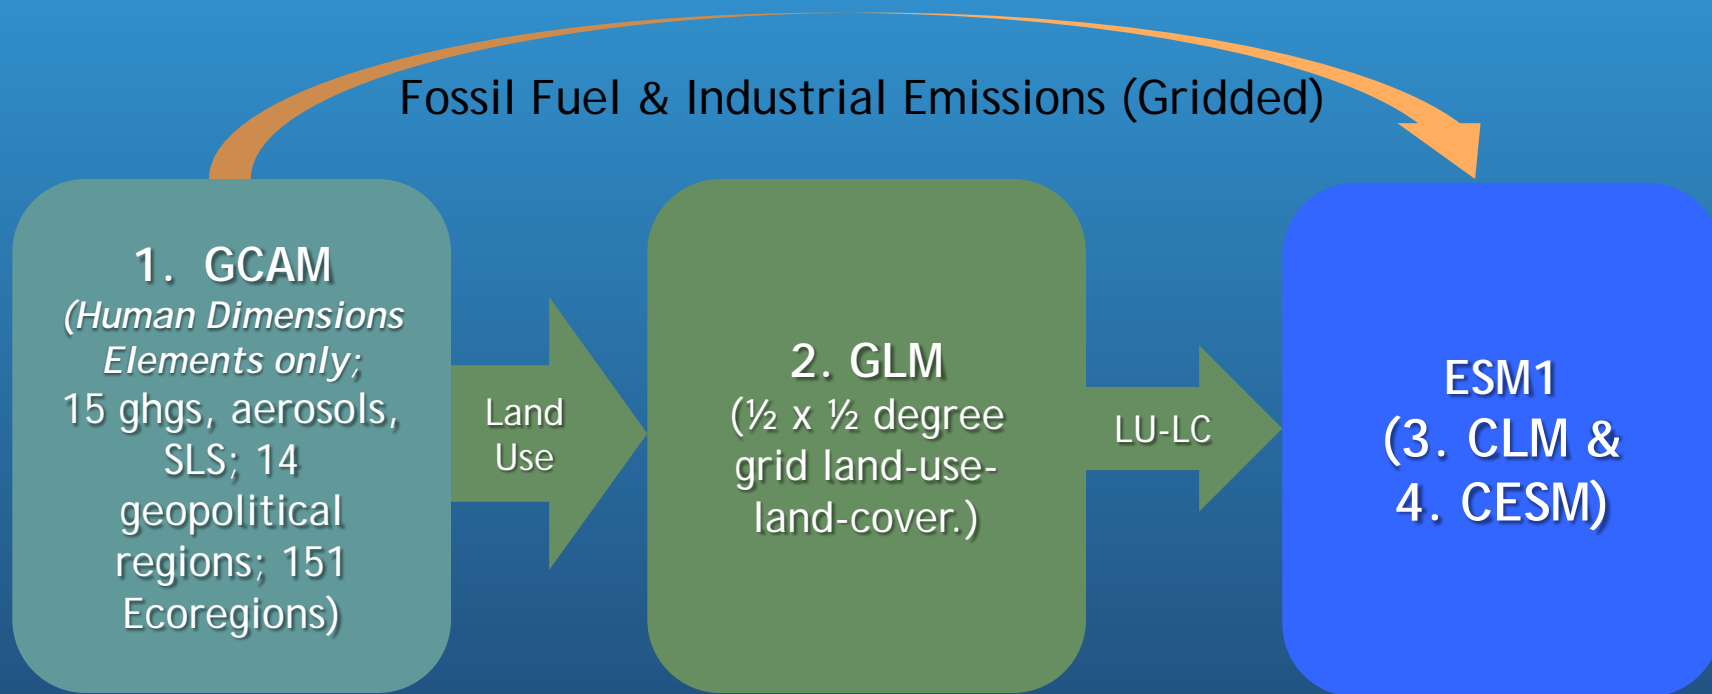 Fossil Fuel & Industrial Emissions (Gridded)
1. GCAM
(Human Dimensions
Elements only;
15 ghgs, aerosols,
SLS; 14
geopolitical
regions; 151
Ecoregions)
Land
Use
2. GLM
(½ x ½ degree
grid land-use-
land-cover.)
LU-LC
ESM1
(3. CLM &
4. CESM)